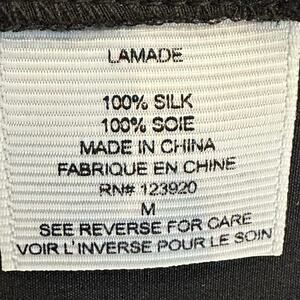 LAMADE
100% SILK
100% SOIE
MADE IN CHINA
FABRIQUE EN CHINE
RN# 123920
M
SEE REVERSE FOR CARE
VOIR L'INVERSE POUR LE SOIN